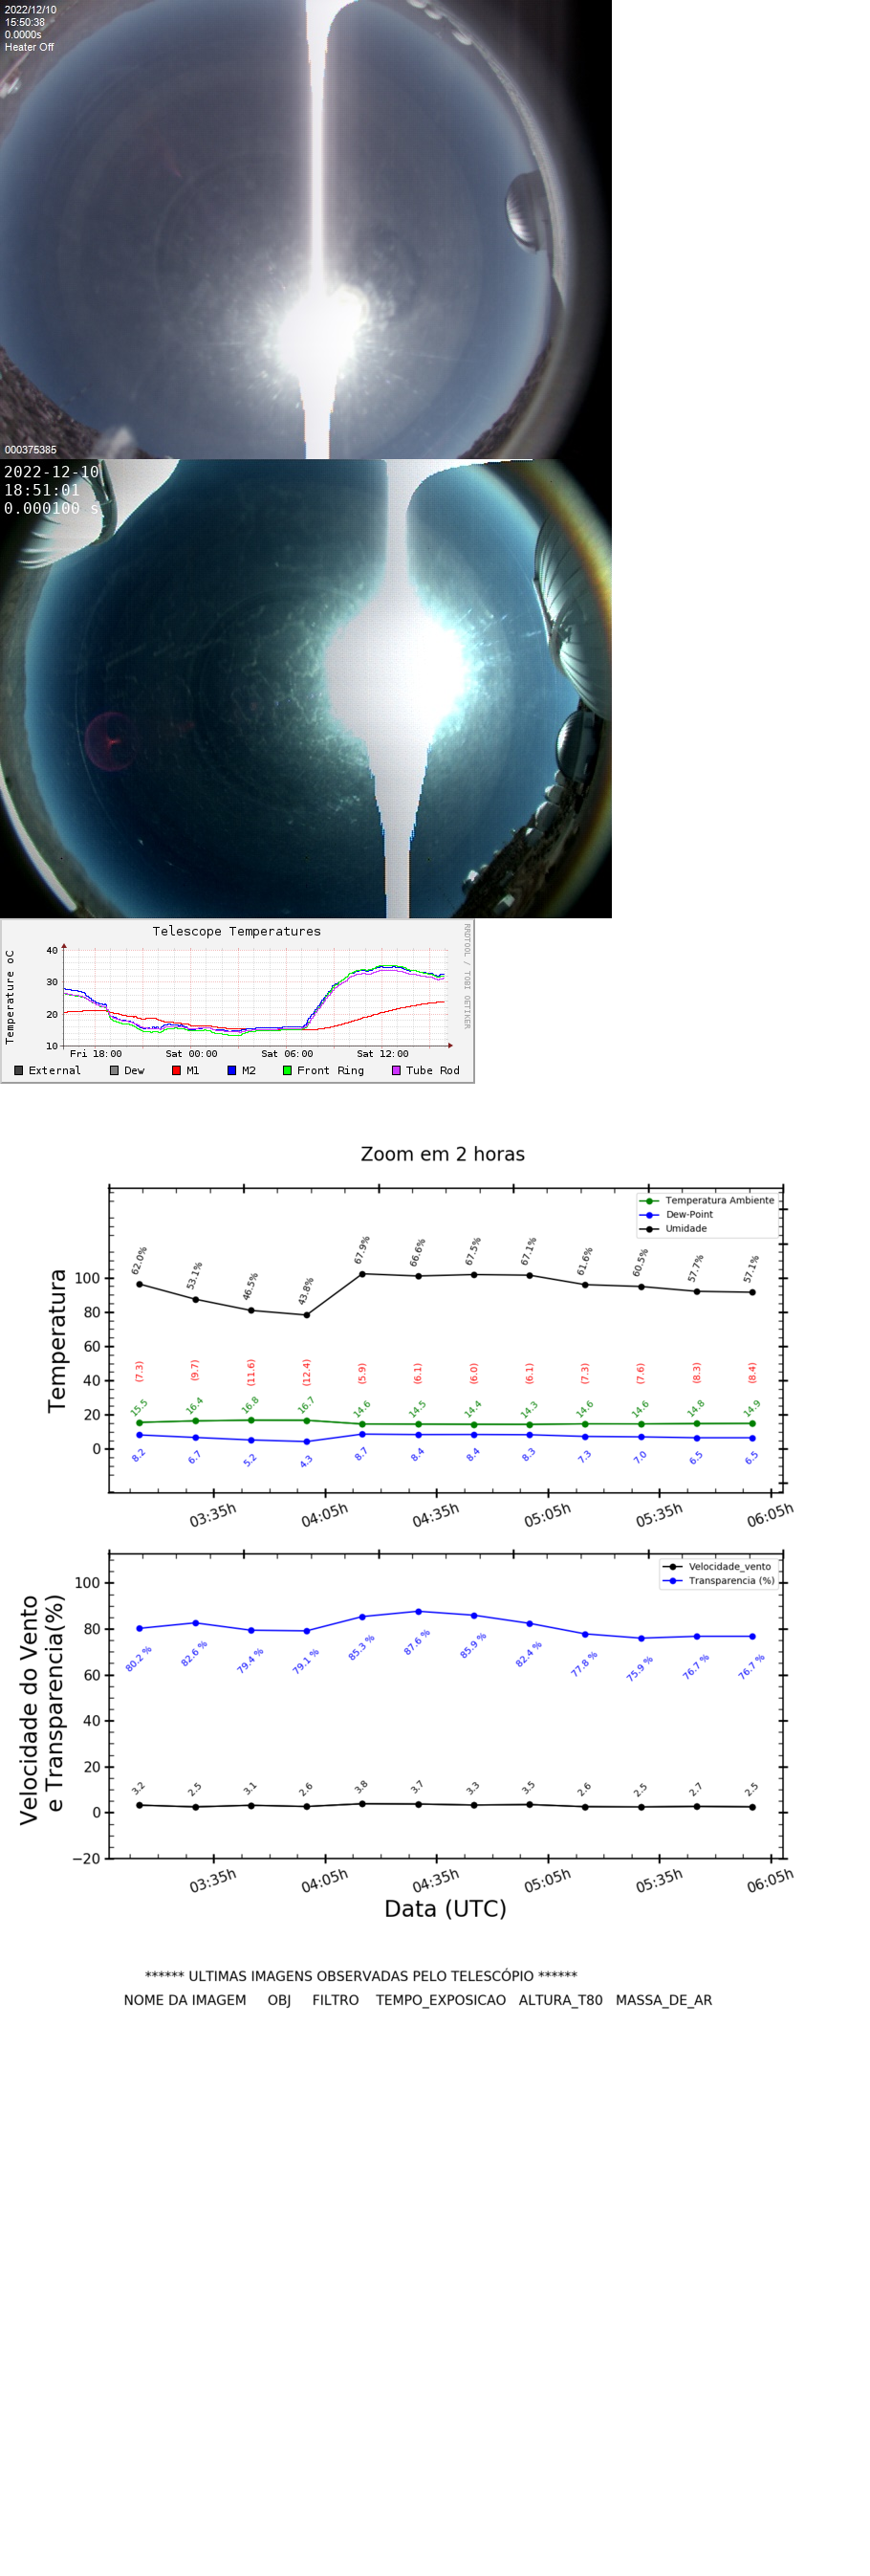 2022/12/10
15:50:38
0.0000s
Heater Off
000375385
2022-12-10
18:51:01
0.000100 s
Telescope Temperatures
RRDTOOL / TOBI OETIKER
Temperature oC
40
30
20
10
Fri 18:00 Sat 00:00 Sat 06:00 Sat 12:00
External Dew M1 M2 Front Ring Tube Rod
Zoom em 2 horas
Temperatura Ambiente
Dew-Point
Umidade
Temperatura
100
80
60
40
20
0
62.0% 53.1% 46.5% 43.8% 67.9% 66.6% 67.5% 67.1% 61.6% 60.5% 57.7% 57.1%
(7.3) (9.7) (11.6) (12.4) (5.9) (6.1) (6.0) (6.1) (7.3) (7.6) (8.3) (8.4)
15.5 16.4 16.8 16.7 14.6 14.5 14.4 14.3 14.6 14.6 14.8 14.9
8.2 6.7 5.2 4.3 8.7 8.4 8.4 8.3 7.3 7.0 6.5 6.5
03:35h 04:05h 04:35h 05:05h 05:35h 06:05h
Velocidade_vento
Transparencia (%)
Velocidade do Vento
e Transparencia(%)
100
80
60
40
20
0
−20
80.2 % 82.6 % 79.4 % 79.1 % 85.3 % 87.6 % 85.9 % 82.4 % 77.8 % 75.9 % 76.7 % 76.7 %
3.2 2.5 3.1 2.6 3.8 3.7 3.3 3.5 2.6 2.5 2.7 2.5
03:35h 04:05h 04:35h 05:05h 05:35h 06:05h
Data (UTC)
****** ULTIMAS IMAGENS OBSERVADAS PELO TELESCÓPIO ******
NOME DA IMAGEM OBJ FILTRO TEMPO_EXPOSICAO ALTURA_T80 MASSA_DE_AR